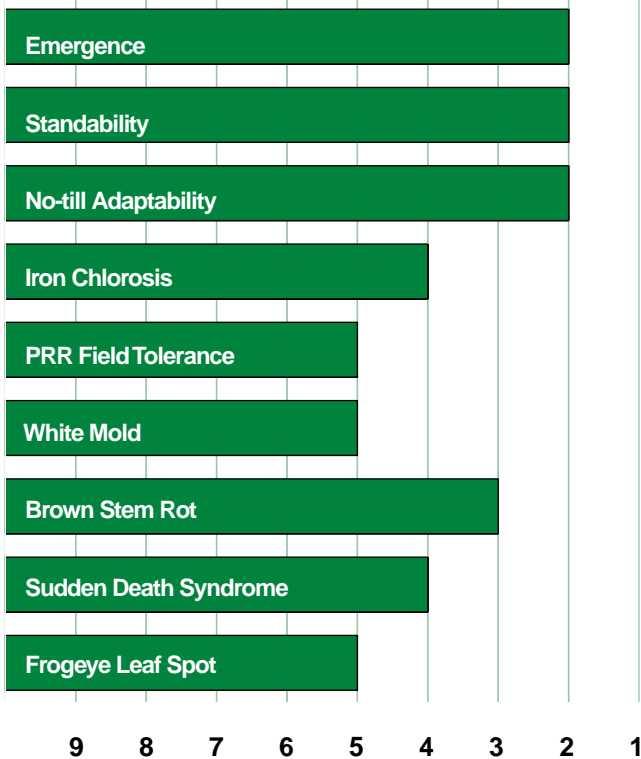 Emergence
Standability
No-till Adaptability
Iron Chlorosis
PRR Field Tolerance
White Mold
Brown Stem Rot
Sudden Death Syndrome
Frogeye Leaf Spot
9 8 7 6 5 4 3 2 1